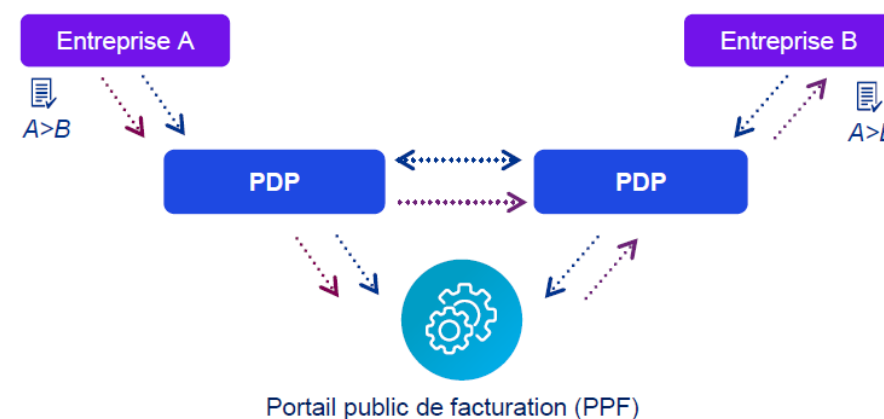 Entreprise A
Entreprise B
A>B
PDP
PDP
Portail public de facturation (PPF)